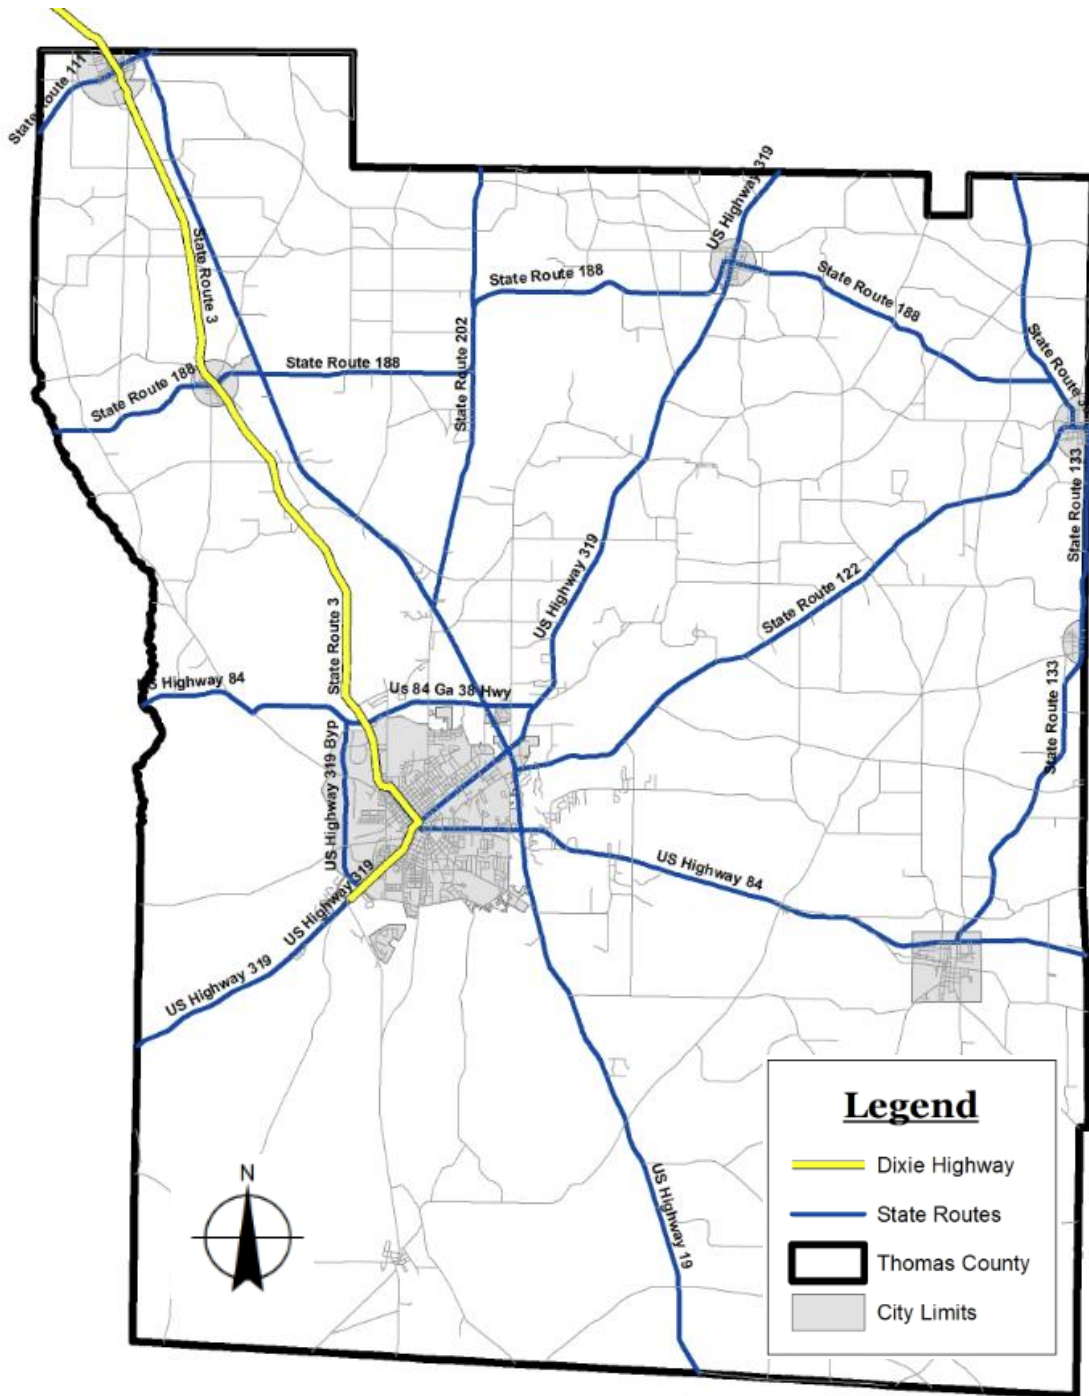 State Route 111
US Highway 319
State Route 3
State Route 188
State Route 188
State Route 188
State Route 188
State Route 202
State Route
State Route 133
US Highway 319
State Route 122
State Route 3
Highway 84
Us 84 Ga 38 Hwy
State Route 133
US Highway 319 Byp
US Highway 319
US Highway 84
US Highway 319
US Highway 19
N
Legend
Dixie Highway
State Routes
Thomas County
City Limits